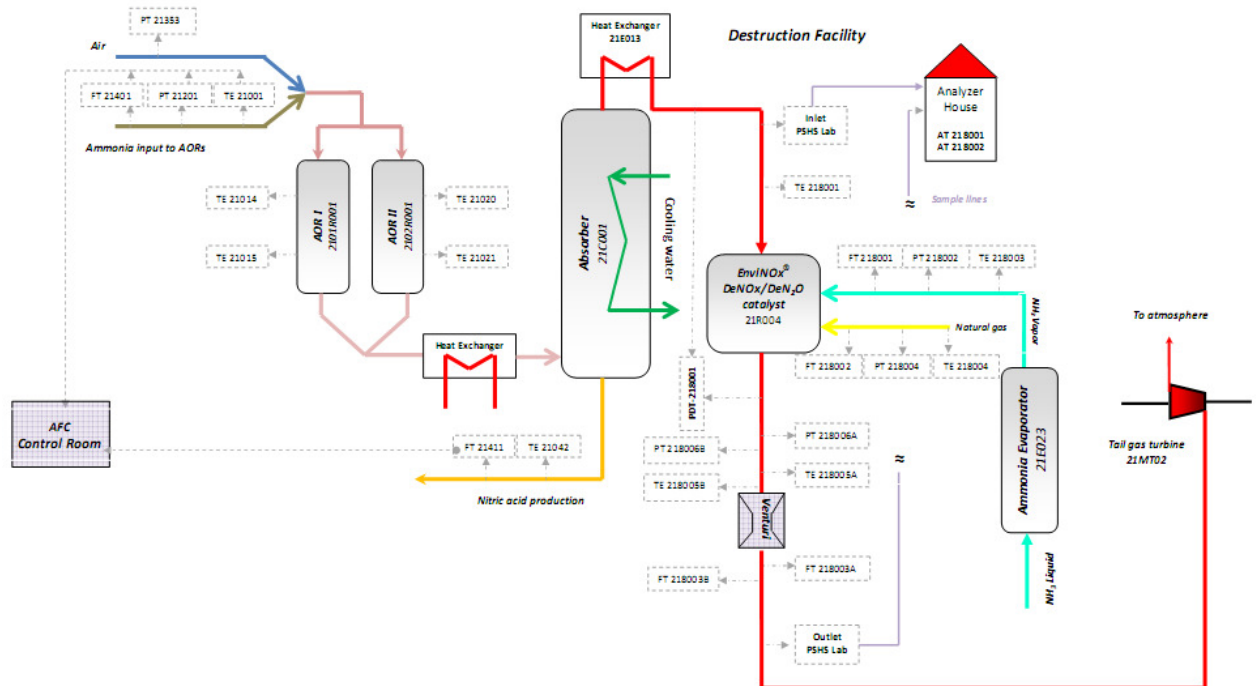 PT 21353
Heat Exchanger
21E013
Destruction Facility
Air
FT 21401
PT 21201
TE 21001
Ammonia input to AORs
Inlet
PSHS Lab
Analyzer
House
AT 218001
AT 218002
Sample lines
TE 218001
TE 21014
TE 21015
AOR I
2101R001
AOR II
2102R001
TE 21020
TE 21021
Absorber
21C001
Cooling water
EnviNOx®
DeNOx/DeN₂O
catalyst
21R004
FT 218001
PT 218002
TE 218003
NH₃ Vapor
Natural gas
FT 218002
PT 218004
TE 218004
To atmosphere
Tail gas turbine
21MT02
Heat Exchanger
PDT-218001
Ammonia Evaporator
21E023
AFC
Control Room
FT 21411
TE 21042
Nitric acid production
PT 218006B
PT 218006A
TE 218005B
TE 218005A
Venturi
FT 218003B
FT 218003A
NH₃ Liquid
Outlet
PSHS Lab